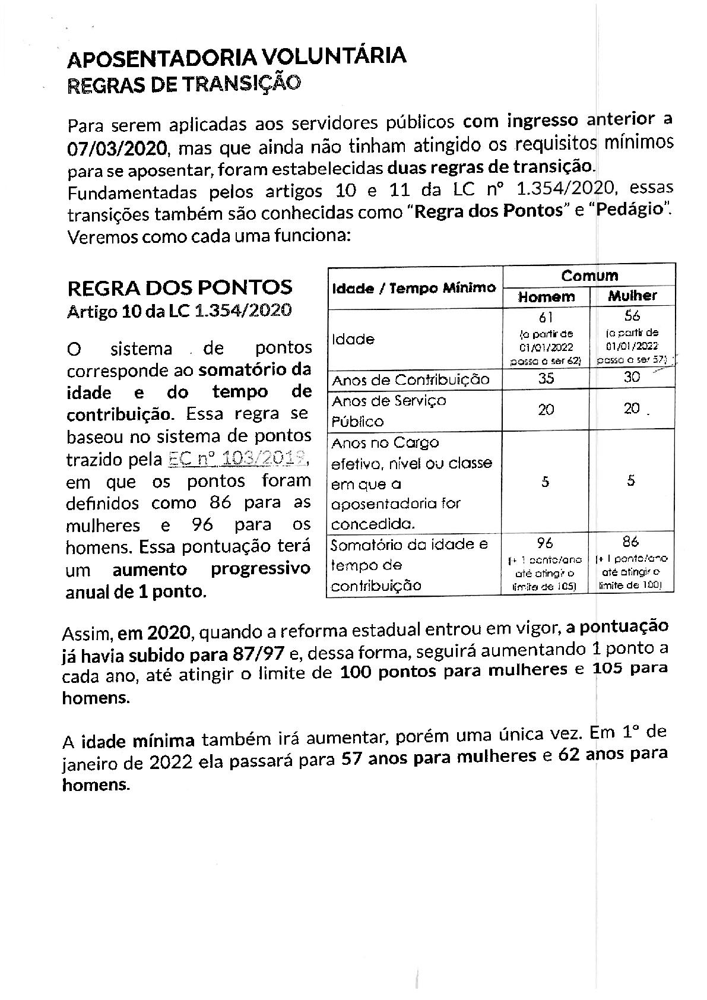 APOSENTADORIA VOLUNTÁRIA
REGRAS DE TRANSIÇÃO
Para serem aplicadas aos servidores públicos com ingresso anterior a
07/03/2020, mas que ainda não tinham atingido os requisitos mínimos
para se aposentar, foram estabelecidas duas regras de transição.
Fundamentadas pelos artigos 10 e 11 da LC nº 1.354/2020, essas
transições também são conhecidas como “Regra dos Pontos” e “Pedágio”.
Veremos como cada uma funciona:
REGRA DOS PONTOS
Artigo 10 da LC 1.354/2020
O sistema de pontos
corresponde ao somatório da
idade e do tempo de
contribuição. Essa regra se
baseou no sistema de pontos
trazido pela EC nº 103/2019,
em que os pontos foram
definidos como 86 para as
mulheres e 96 para os
homens. Essa pontuação terá
um aumento progressivo
anual de 1 ponto.
Idade / Tempo Mínimo
Comum
Homem Mulher
Idade
61
(a partir de
01/01/2022
passa a ser 62)
56
(a partir de
01/01/2022
passa a ser 57)
Anos de Contribuição 35 30
Anos de Serviço
Público
20 20
Anos no Cargo
efetivo, nível ou classe
em que a
aposentadoria for
concedida.
5 5
Somatório da idade e
tempo de
contribuição
96
(+ 1 ponto/ano
até atingir o
limite de 105)
86
(+ 1 ponto/ano
até atingir o
limite de 100)
Assim, em 2020, quando a reforma estadual entrou em vigor, a pontuação
já havia subido para 87/97 e, dessa forma, seguirá aumentando 1 ponto a
cada ano, até atingir o limite de 100 pontos para mulheres e 105 para
homens.
A idade mínima também irá aumentar, porém uma única vez. Em 1º de
janeiro de 2022 ela passará para 57 anos para mulheres e 62 anos para
homens.